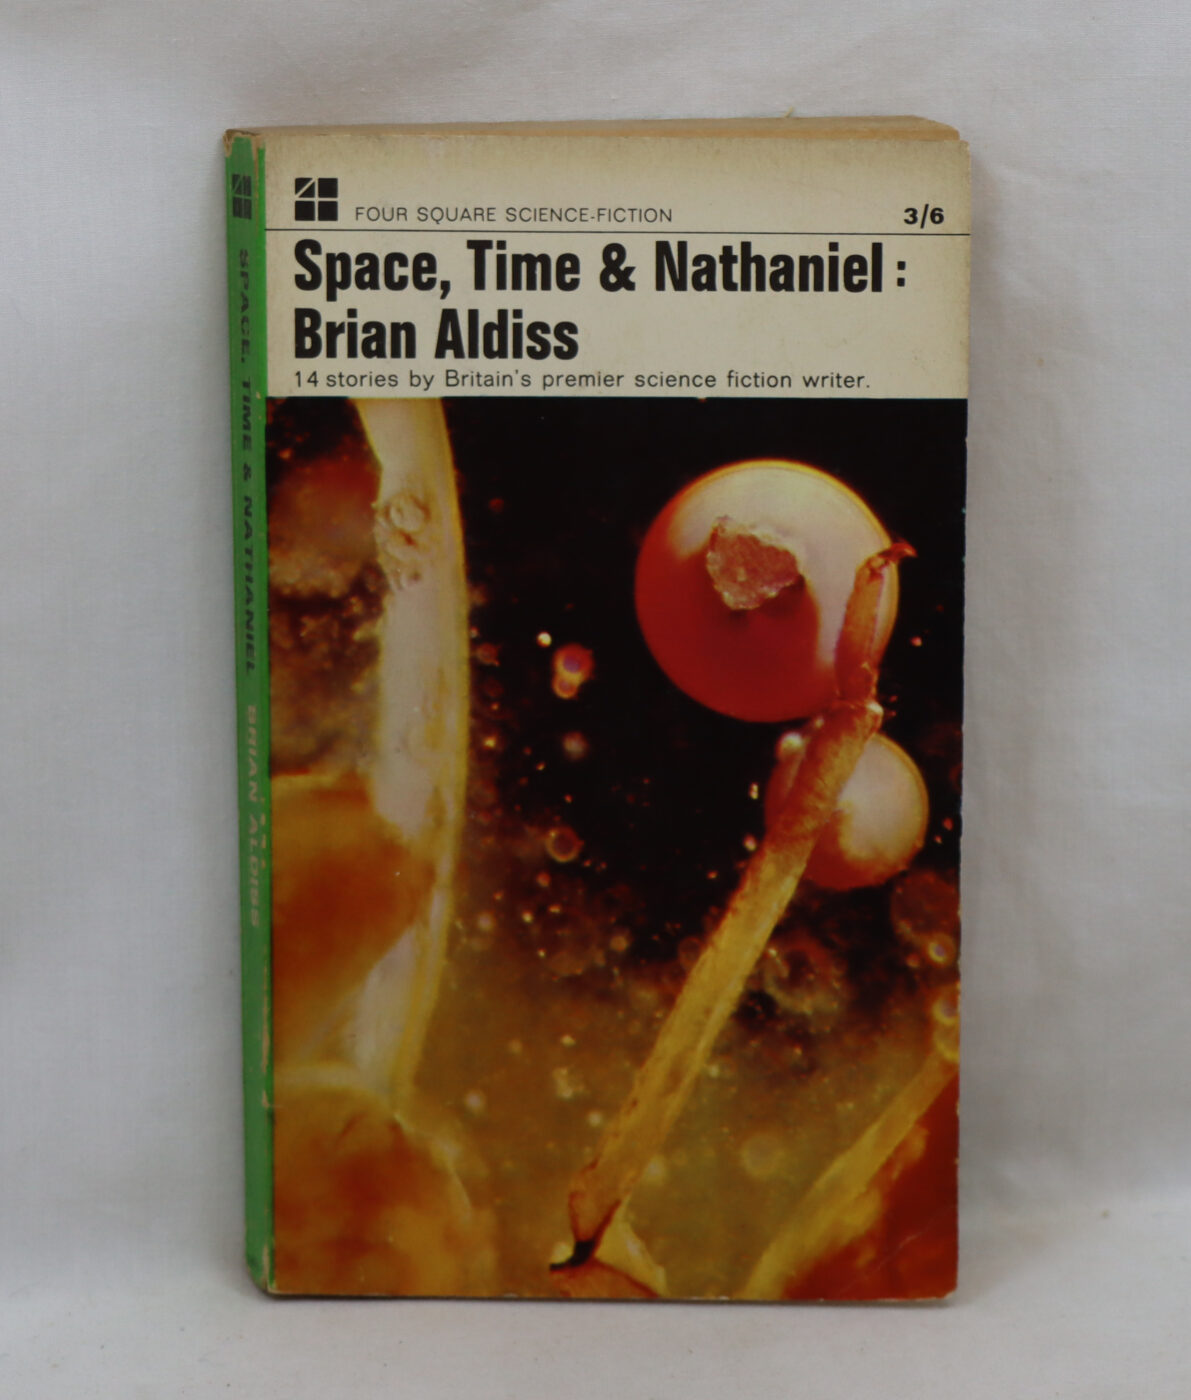 FOUR SQUARE SCIENCE-FICTION 3/6
Space, Time & Nathaniel:
Brian Aldiss
14 stories by Britain's premier science fiction writer.
SPACE, TIME & NATHANIEL BRIAN ALDISS